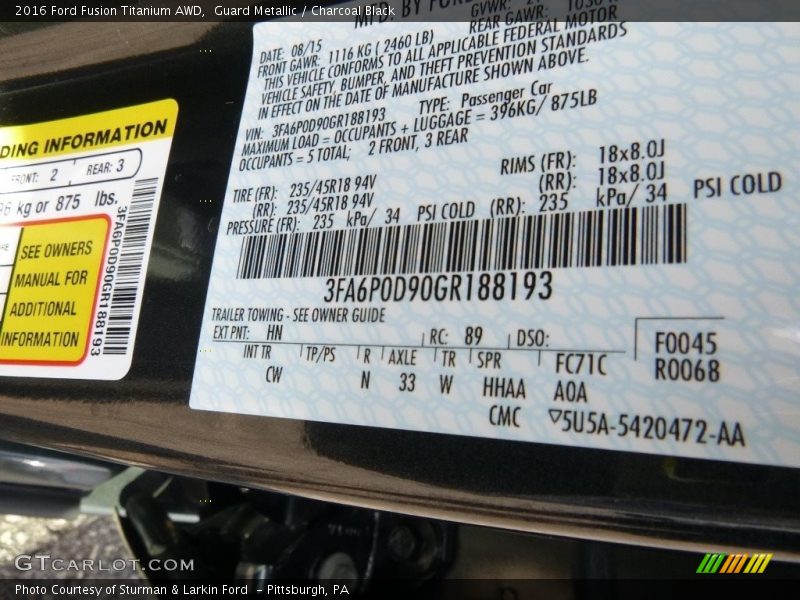 2016 Ford Fusion Titanium AWD, Guard Metallic / Charcoal Black
MFD. BY FORD
REAR GAWR:
DATE: 08/15
FRONT GAWR: 1116 KG ( 2460 LB)
THIS VEHICLE CONFORMS TO ALL APPLICABLE FEDERAL MOTOR
VEHICLE SAFETY, BUMPER, AND THEFT PREVENTION STANDARDS
IN EFFECT ON THE DATE OF MANUFACTURE SHOWN ABOVE.
VIN: 3FA6P0D90GR188193 TYPE: Passenger Car
MAXIMUM LOAD = OCCUPANTS + LUGGAGE = 396KG/ 875LB
OCCUPANTS = 5 TOTAL; 2 FRONT, 3 REAR
TIRE (FR): 235/45R18 94V RIMS (FR): 18x8.0J
(RR): 235/45R18 94V (RR): 18x8.0J
PRESSURE (FR): 235 kPa/ 34 PSI COLD (RR): 235 kPa/ 34 PSI COLD
3FA6P0D90GR188193
TRAILER TOWING - SEE OWNER GUIDE
EXT PNT: HN RC: 89 DSO:
F0045
R0068
INT TR TP/PS R AXLE TR SPR FC71C
CW N 33 W HHAA A0A
CMC 5U5A-5420472-AA
DING INFORMATION
FRONT: 2 REAR: 3
96 kg or 875 lbs.
SEE OWNERS
MANUAL FOR
ADDITIONAL
INFORMATION
3FA6P0D90GR188193
GTCARLOT.COM
Photo Courtesy of Sturman & Larkin Ford - Pittsburgh, PA